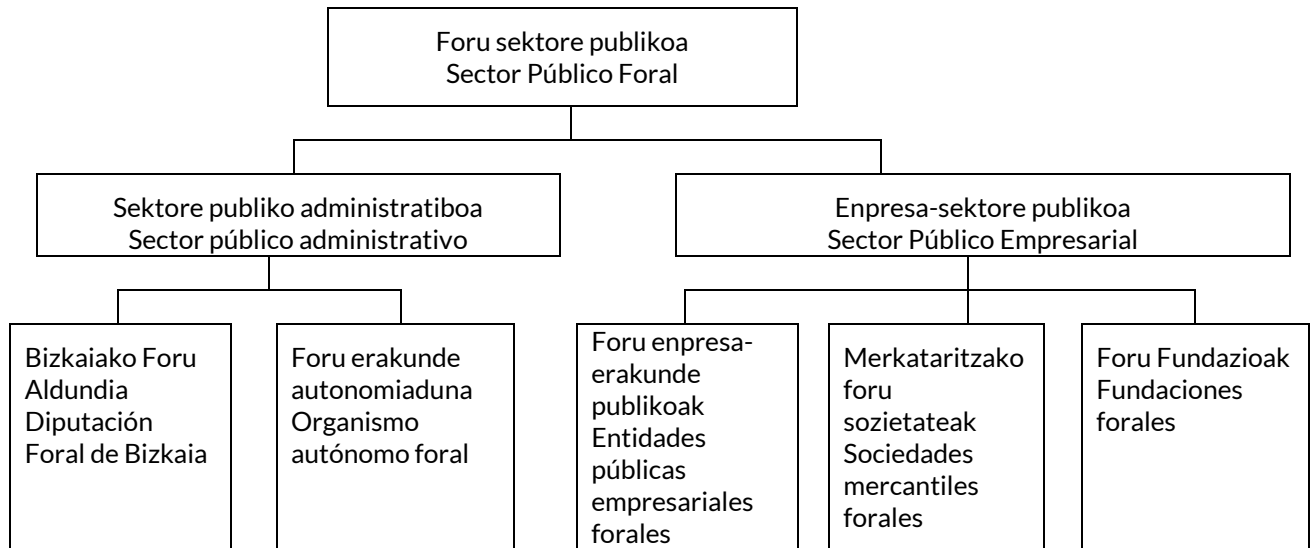 Foru sektore publikoa
Sector Público Foral
Sektore publiko administratiboa
Sector público administrativo
Enpresa-sektore publikoa
Sector Público Empresarial
Bizkaiako Foru
Aldundia
Diputación
Foral de Bizkaia
Foru erakunde
autonomiaduna
Organismo
autónomo foral
Foru enpresa-
erakunde
publikoak
Entidades
públicas
empresariales
forales
Merkataritzako
foru
sozietateak
Sociedades
mercantiles
forales
Foru Fundazioak
Fundaciones
forales